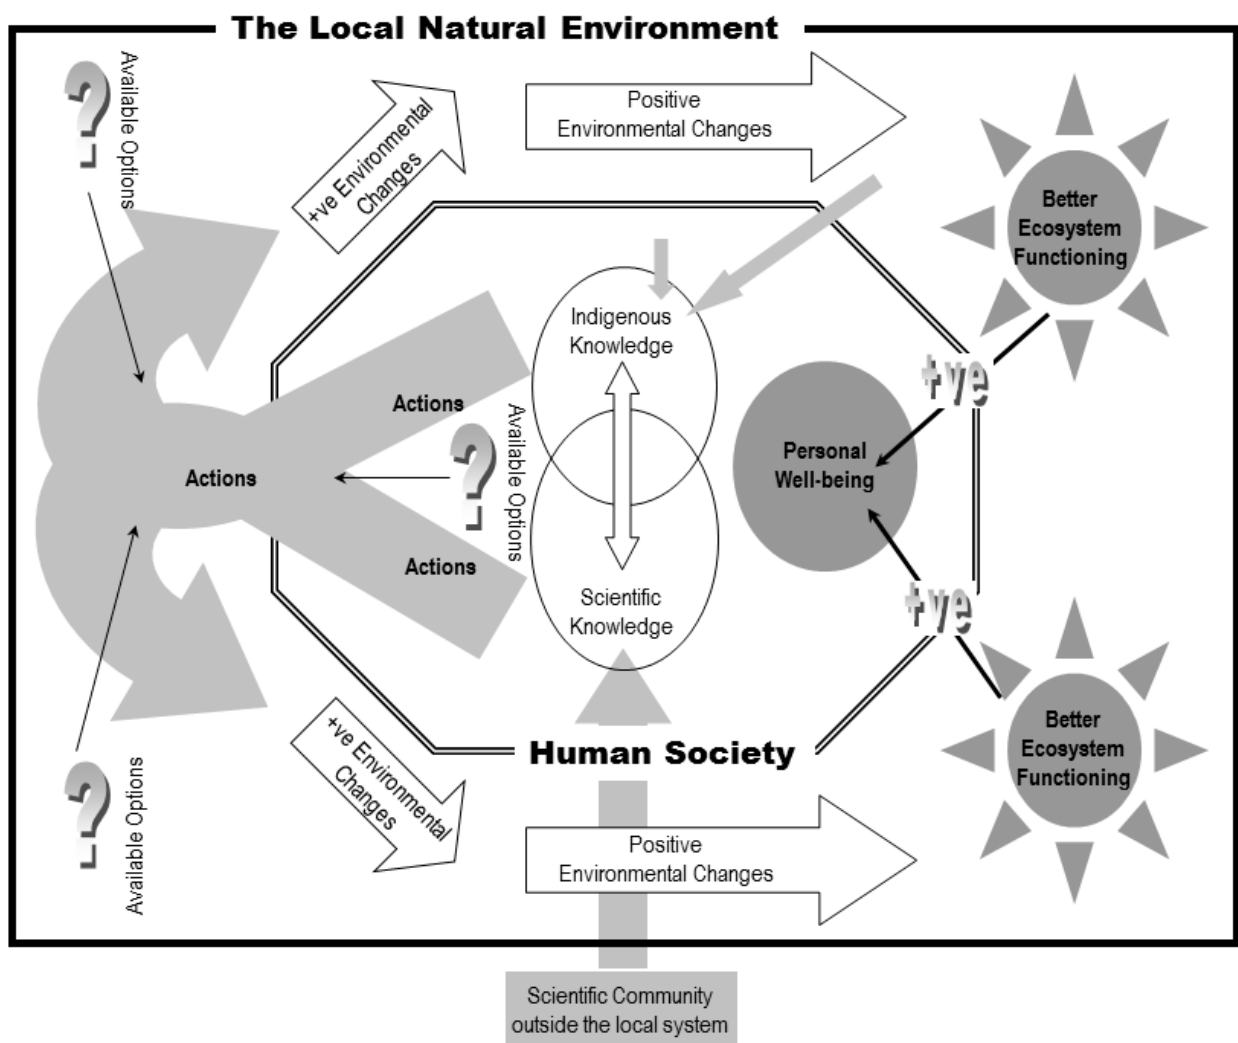 The Local Natural Environment
?
Available Options
+ve Environmental
Changes
Positive
Environmental Changes
Better
Ecosystem
Functioning
Indigenous
Knowledge
+ve
Actions
?
Available Options
Actions
Personal
Well-being
Actions
Scientific
Knowledge
+ve
Human Society
?
Available Options
+ve Environmental
Changes
Positive
Environmental Changes
Better
Ecosystem
Functioning
Scientific Community
outside the local system